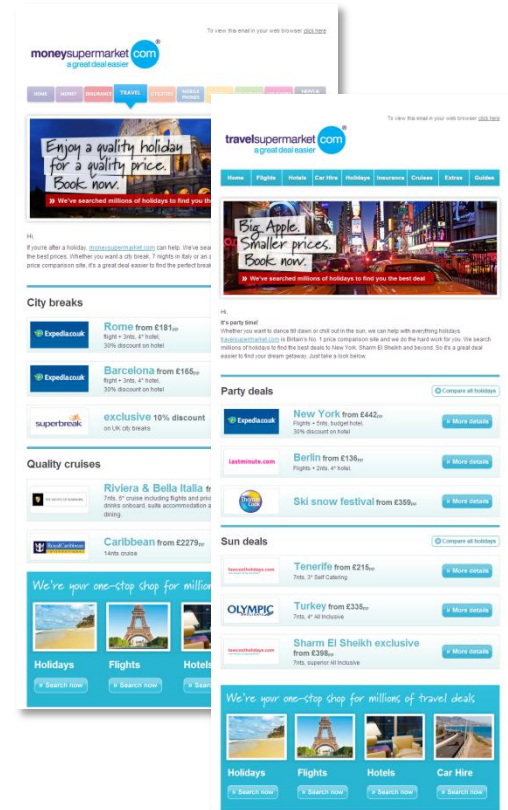 To view this email in your web browser click here
moneysupermarket com
a great deal easier
HOME MONEY INSURANCE TRAVEL UTILITIES MOBILE PHONES
Enjoy a quality holiday
for a quality price.
Book now.
» We've searched millions of holidays to find you th
Hi,
If you're after a holiday, moneysupermarket.com can help. We've sea
the best prices. Whether you want a city break, 7 nights in Italy or an a
price comparison site, it's a great deal easier to find the perfect break
City breaks
Expedia.co.uk
Rome from £181pp
flight + 3nts, 4* hotel,
30% discount on hotel
Expedia.co.uk
Barcelona from £165pp
flight + 3nts, 4* hotel,
30% discount on hotel
superbreak
exclusive 10% discount
on UK city breaks
Quality cruises
Riviera & Bella Italia fr
7nts, 6* cruise including flights and priv
drinks onboard, suite accommodation a
dining.
RoyalCaribbean
INTERNATIONAL
Caribbean from £2279pp
14nts cruise
We're your one-stop shop for million
Holidays Flights Hotels
» Search now » Search now » Sear
To view this email in your web browser click here
travelsupermarket com
a great deal easier
Home Flights Hotels Car Hire Holidays Insurance Cruises Extras Guides
Big Apple.
Smaller prices.
Book now.
» We've searched millions of holidays to find you the best deal
Hi,
It's party time!
Whether you want to dance till dawn or chill out in the sun, we can help with everything holidays.
travelsupermarket.com is Britain's No. 1 price comparison site and we do the hard work for you. We search
millions of holidays to find the best deals to New York, Sharm El Sheikh and beyond. So it's a great deal
easier to find your dream getaway. Just take a look below.
Party deals
Compare all holidays
Expedia.co.uk
New York from £442pp
Flights + 5nts, budget hotel,
30% discount on hotel
» More details
lastminute.com
Berlin from £136pp
Flights + 2nts, 4* hotel.
» More details
Thomas Cook
Ski snow festival from £359pp
» More details
Sun deals
Compare all holidays
lowcostholidays.com
Tenerife from £215pp
7nts, 3* Self Catering
» More details
OLYMPIC
HOLIDAYS
Turkey from £335pp
7nts, 4* All Inclusive
» More details
lowcostholidays.com
Sharm El Sheikh exclusive
from £398pp
7nts, superior All Inclusive
» More details
We're your one-stop shop for millions of travel deals
Holidays Flights Hotels Car Hire
» Search now » Search now » Search now » Search now